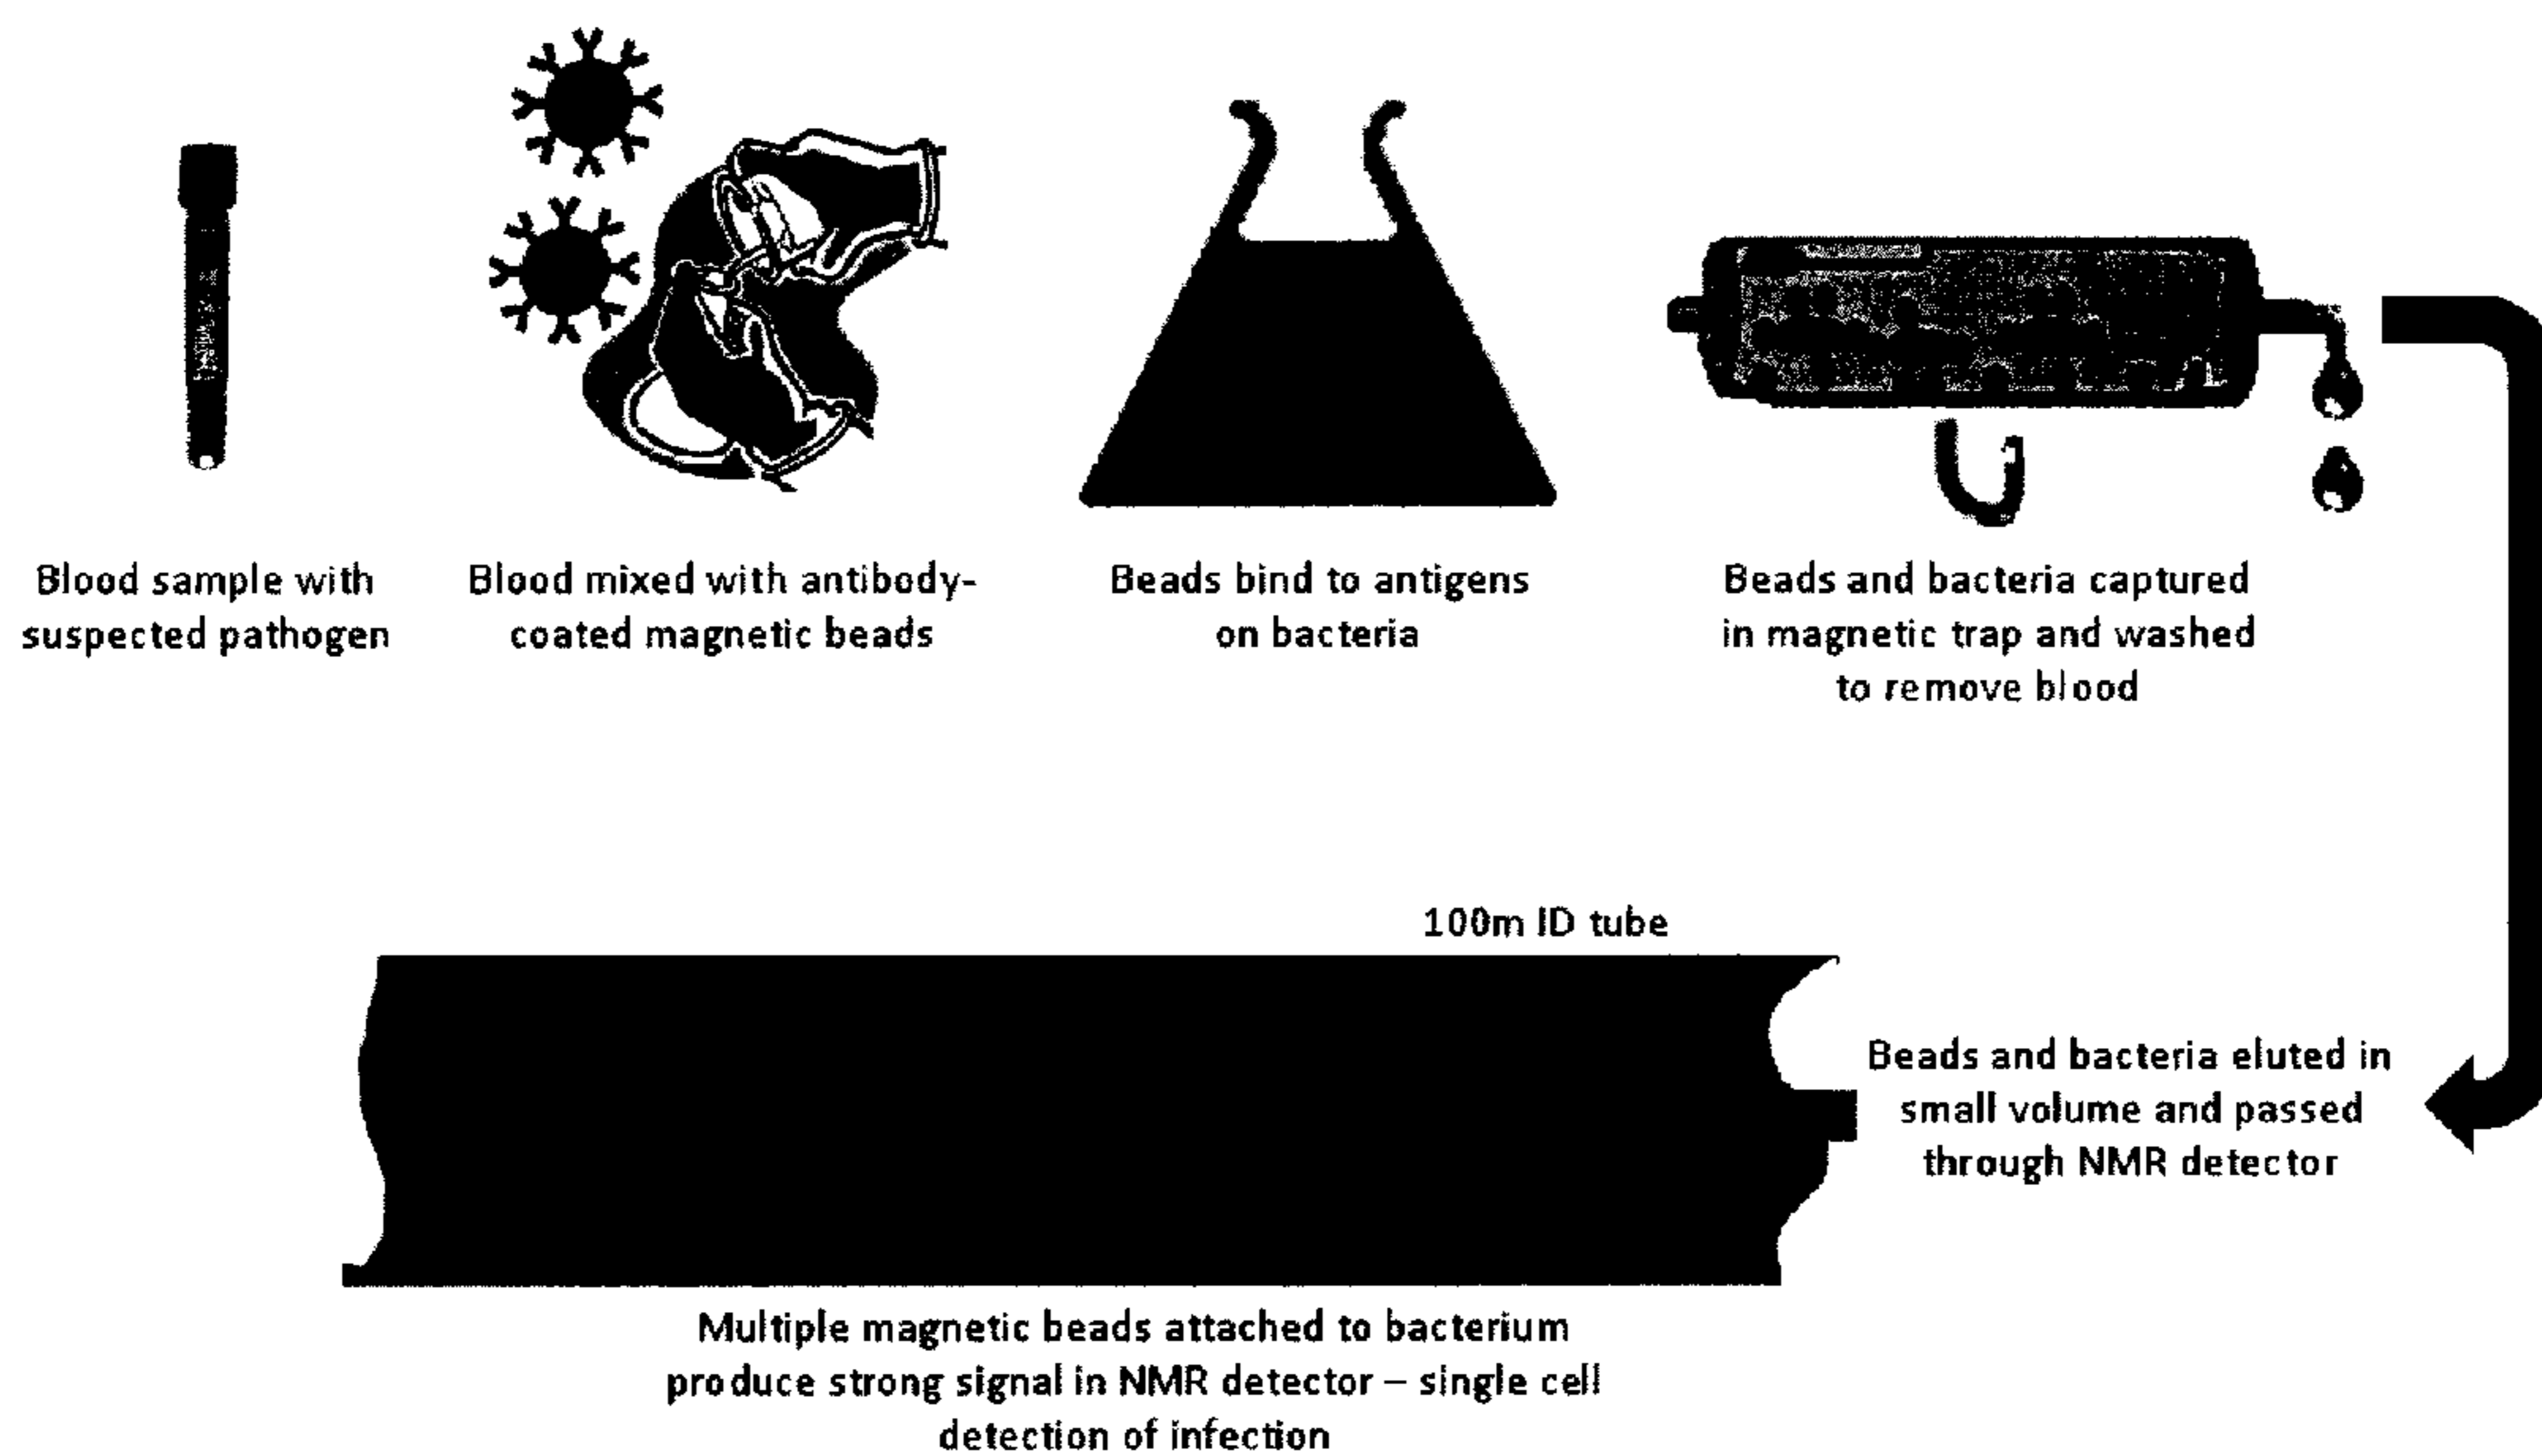 Blood sample with
suspected pathogen
Blood mixed with antibody-
coated magnetic beads
Beads bind to antigens
on bacteria
Beads and bacteria captured
in magnetic trap and washed
to remove blood
100m ID tube
Beads and bacteria eluted in
small volume and passed
through NMR detector
Multiple magnetic beads attached to bacterium
produce strong signal in NMR detector – single cell
detection of infection